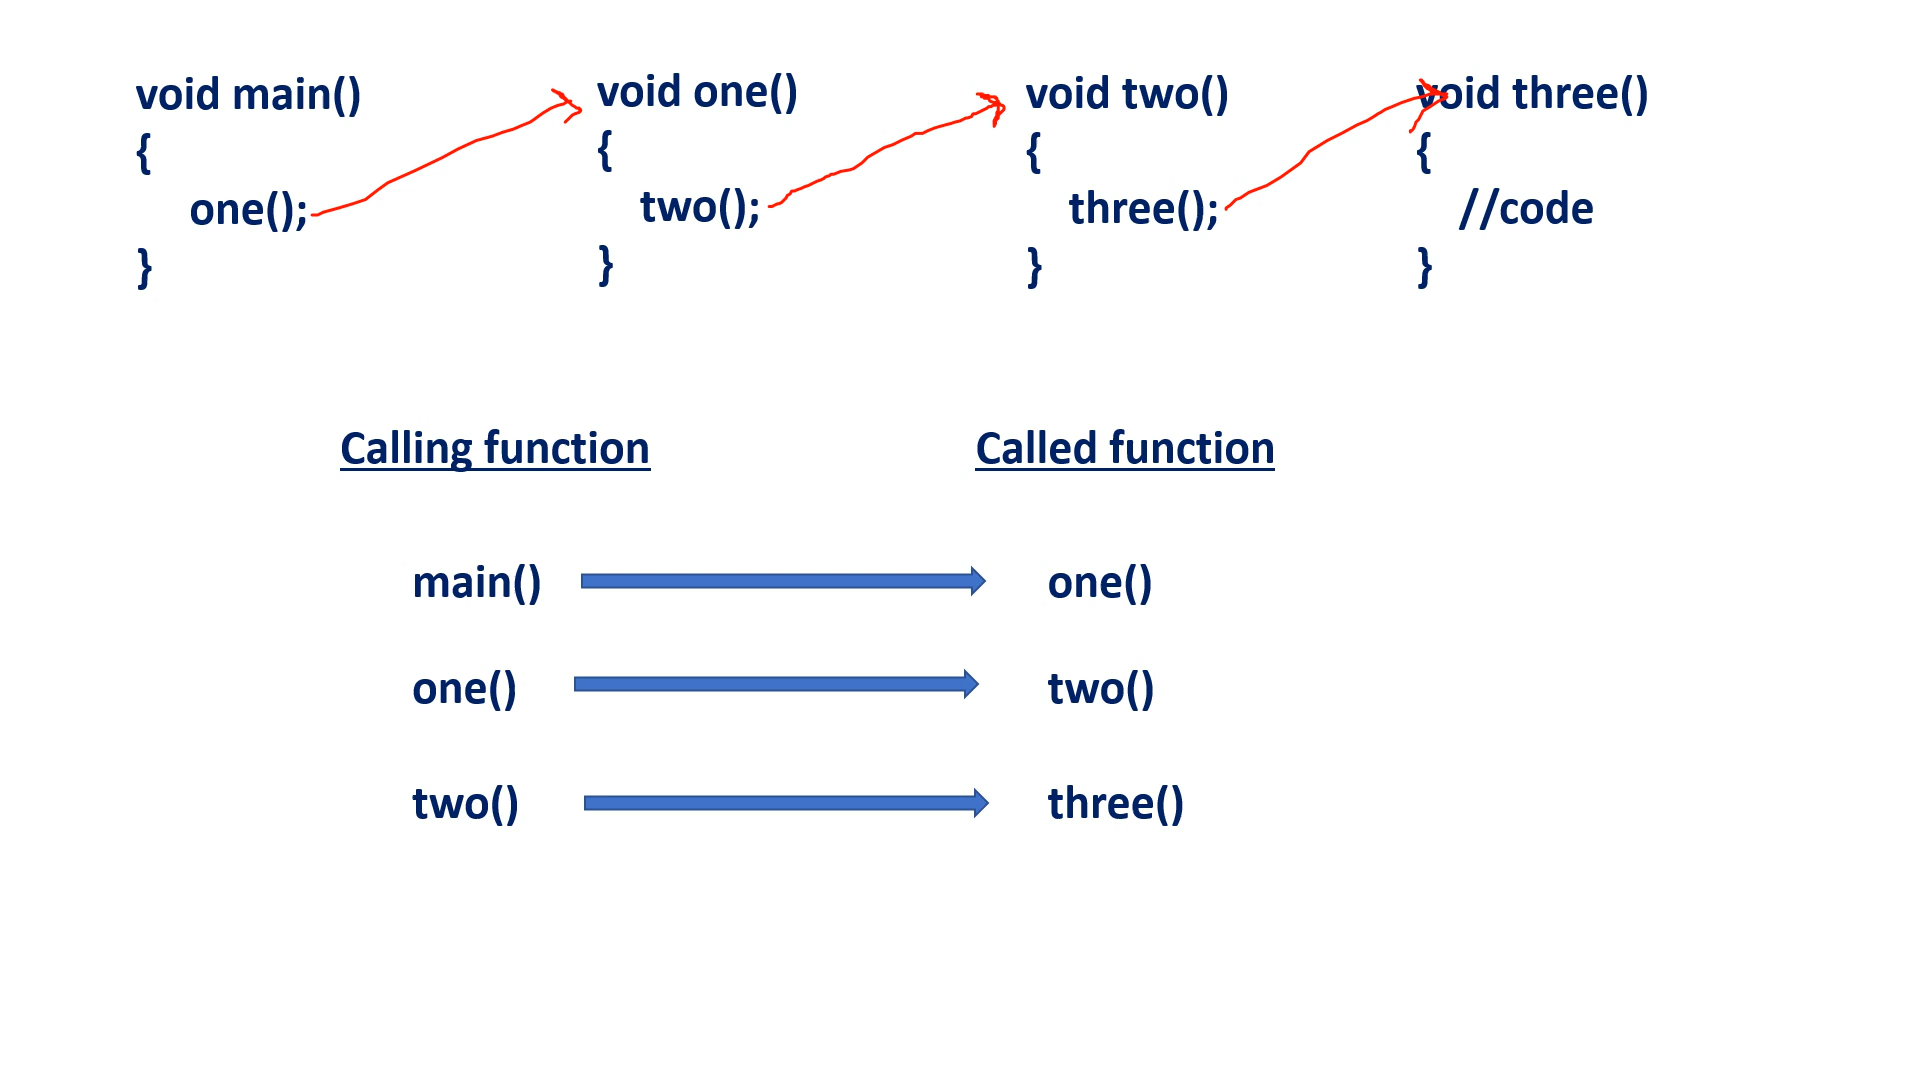 void main()
{
one();
}
void one()
{
two();
}
void two()
{
three();
}
void three()
{
//code
}
Calling function
Called function
main()
one()
one()
two()
two()
three()